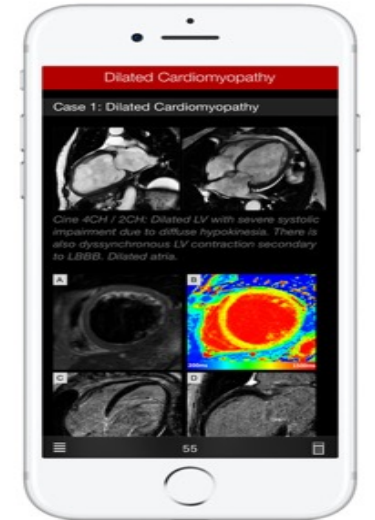 Dilated Cardiomyopathy
Case 1: Dilated Cardiomyopathy
Cine 4CH / 2CH: Dilated LV with severe systolic
impairment due to diffuse hypokinesia. There is
also dyssynchronous LV contraction secondary
to LBBB. Dilated atria.
A
B
C
D
55